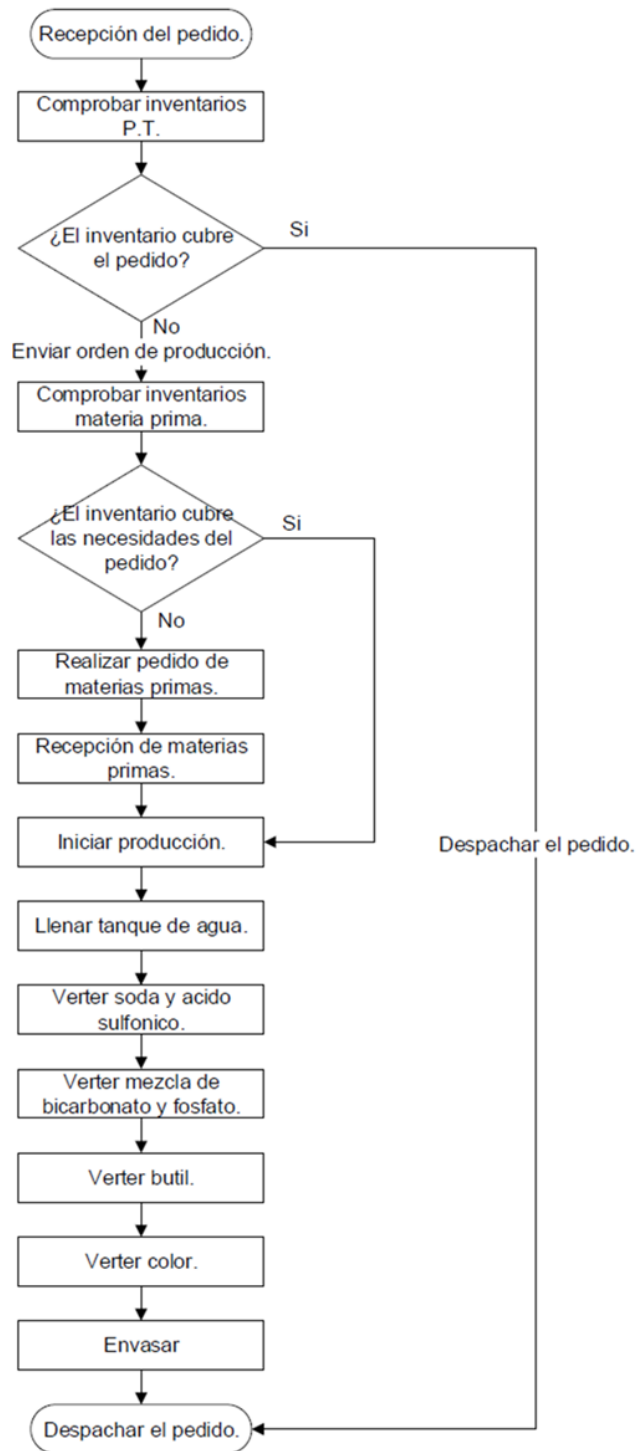 Recepción del pedido.
Comprobar inventarios
P.T.
¿El inventario cubre
el pedido?
Si
No
Enviar orden de producción.
Comprobar inventarios
materia prima.
¿El inventario cubre
las necesidades del
pedido?
Si
No
Realizar pedido de
materias primas.
Recepción de materias
primas.
Iniciar producción.
Despachar el pedido.
Llenar tanque de agua.
Verter soda y acido
sulfonico.
Verter mezcla de
bicarbonato y fosfato.
Verter butil.
Verter color.
Envasar
Despachar el pedido.